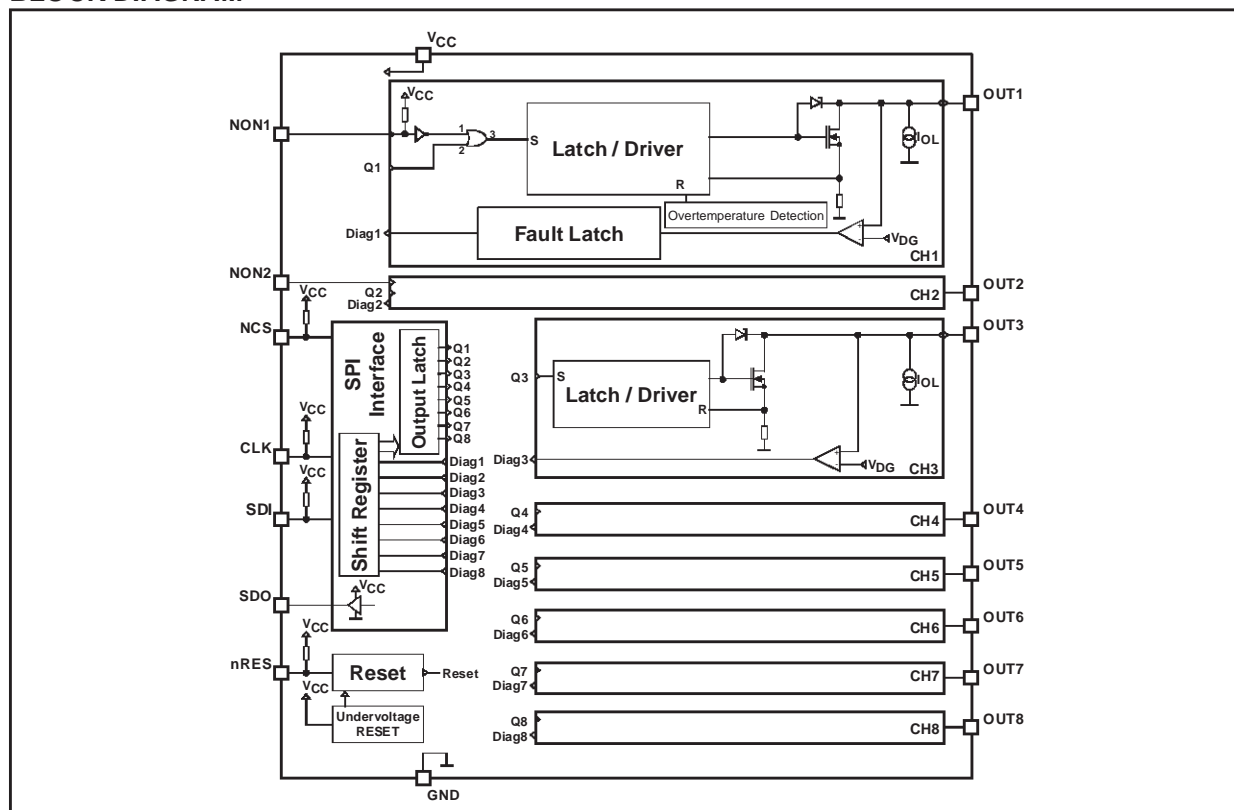 BLOCK DIAGRAM
VCC
NON1
VCC
1
2
3
Q1
S
Latch / Driver
R
Overtemperature Detection
Fault Latch
Diag1
VDG
IOL
CH1
OUT1
NON2
Q2
Diag2
CH2
OUT2
VCC
NCS
SPI Interface
Output Latch
Q1
Q2
Q3
Q4
Q5
Q6
Q7
Q8
VCC
CLK
VCC
SDI
Shift Register
Diag1
Diag2
Diag3
Diag4
Diag5
Diag6
Diag7
Diag8
VCC
SDO
Q3
S
Latch / Driver
R
Diag3
VDG
IOL
CH3
OUT3
Q4
Diag4
CH4
OUT4
Q5
Diag5
CH5
OUT5
Q6
Diag6
CH6
OUT6
VCC
nRES
Reset
Reset
VCC
Undervoltage
RESET
Q7
Diag7
CH7
OUT7
Q8
Diag8
CH8
OUT8
GND